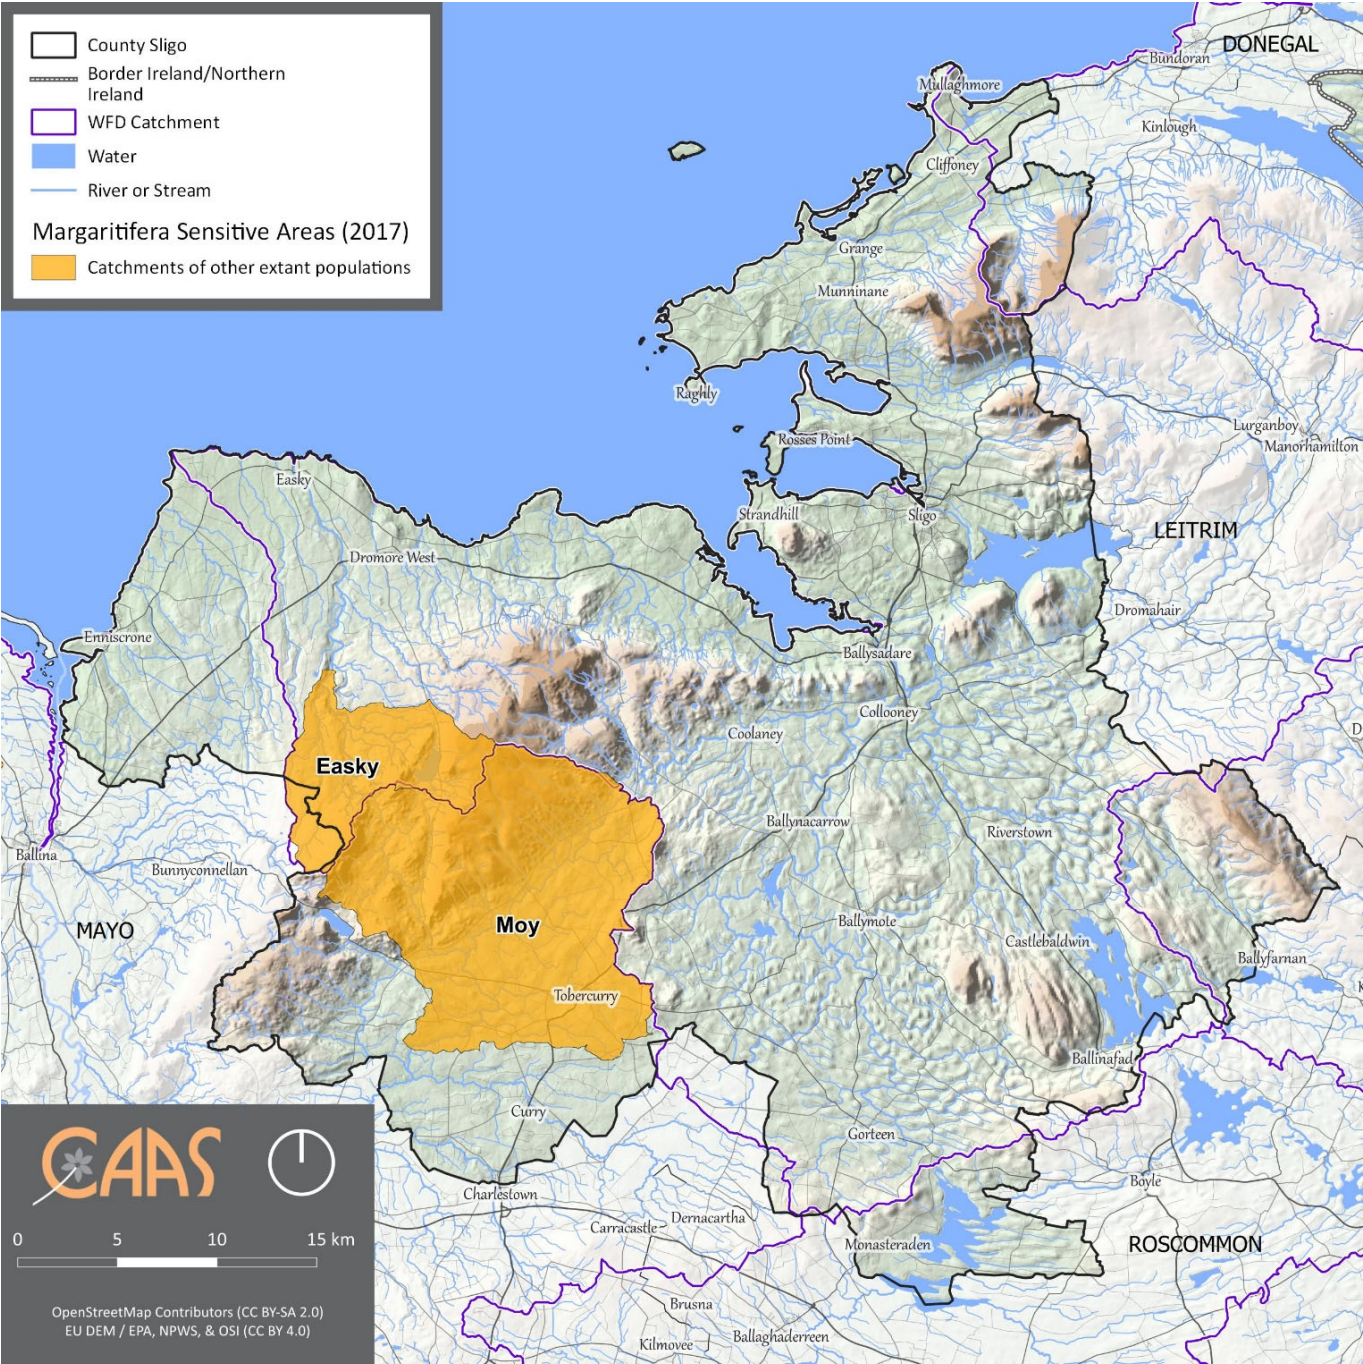 County Sligo
Border Ireland/Northern
Ireland
WFD Catchment
Water
River or Stream
Margaritifera Sensitive Areas (2017)
Catchments of other extant populations
DONEGAL
Bundoran
Mullaghmore
Kinlough
Cliffoney
Grange
Munninane
Raghly
Lurganboy
Manorhamilton
Rosses Point
Easky
Strandhill
Sligo
LEITRIM
Dromore West
Dromahair
Enniscrone
Ballysadare
Collooney
Coolaney
Easky
Ballynacarrow
Riverstown
Ballina
Bunnyconnellan
MAYO
Moy
Ballymote
Castlebaldwin
Ballyfarnan
Tobercurry
Ballinafad
Curry
Gorteen
Boyle
Charlestown
Dernacartha
Carracastle
Monasteraden
ROSCOMMON
Brusna
Kilmovee
Ballaghaderreen
CAAS
0 5 10 15 km
OpenStreetMap Contributors (CC BY-SA 2.0)
EU DEM / EPA, NPWS, & OSI (CC BY 4.0)